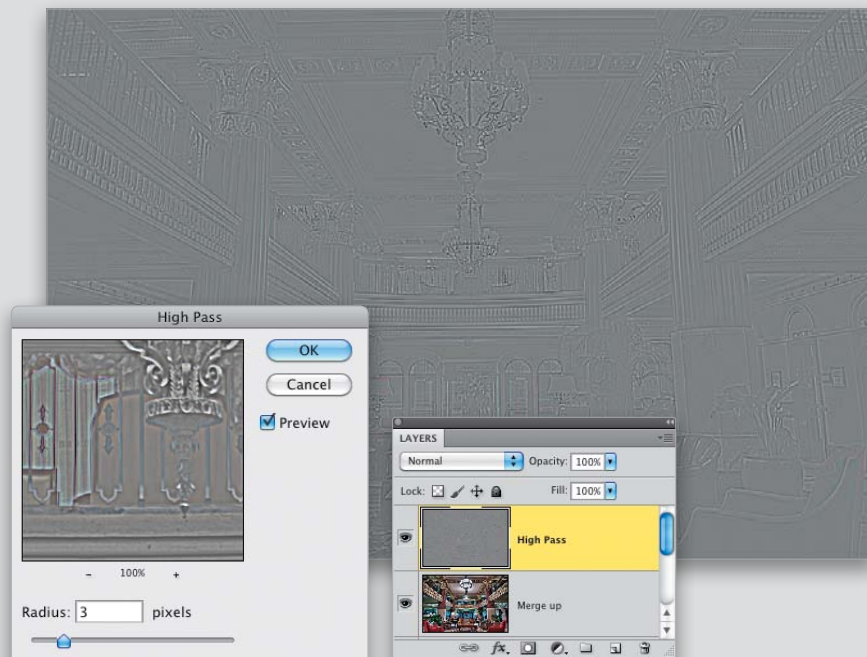 High Pass
OK
Cancel
Preview
– 100% +
Radius: 3 pixels
LAYERS
Normal Opacity: 100%
Lock: Fill: 100%
High Pass
Merge up
fx.